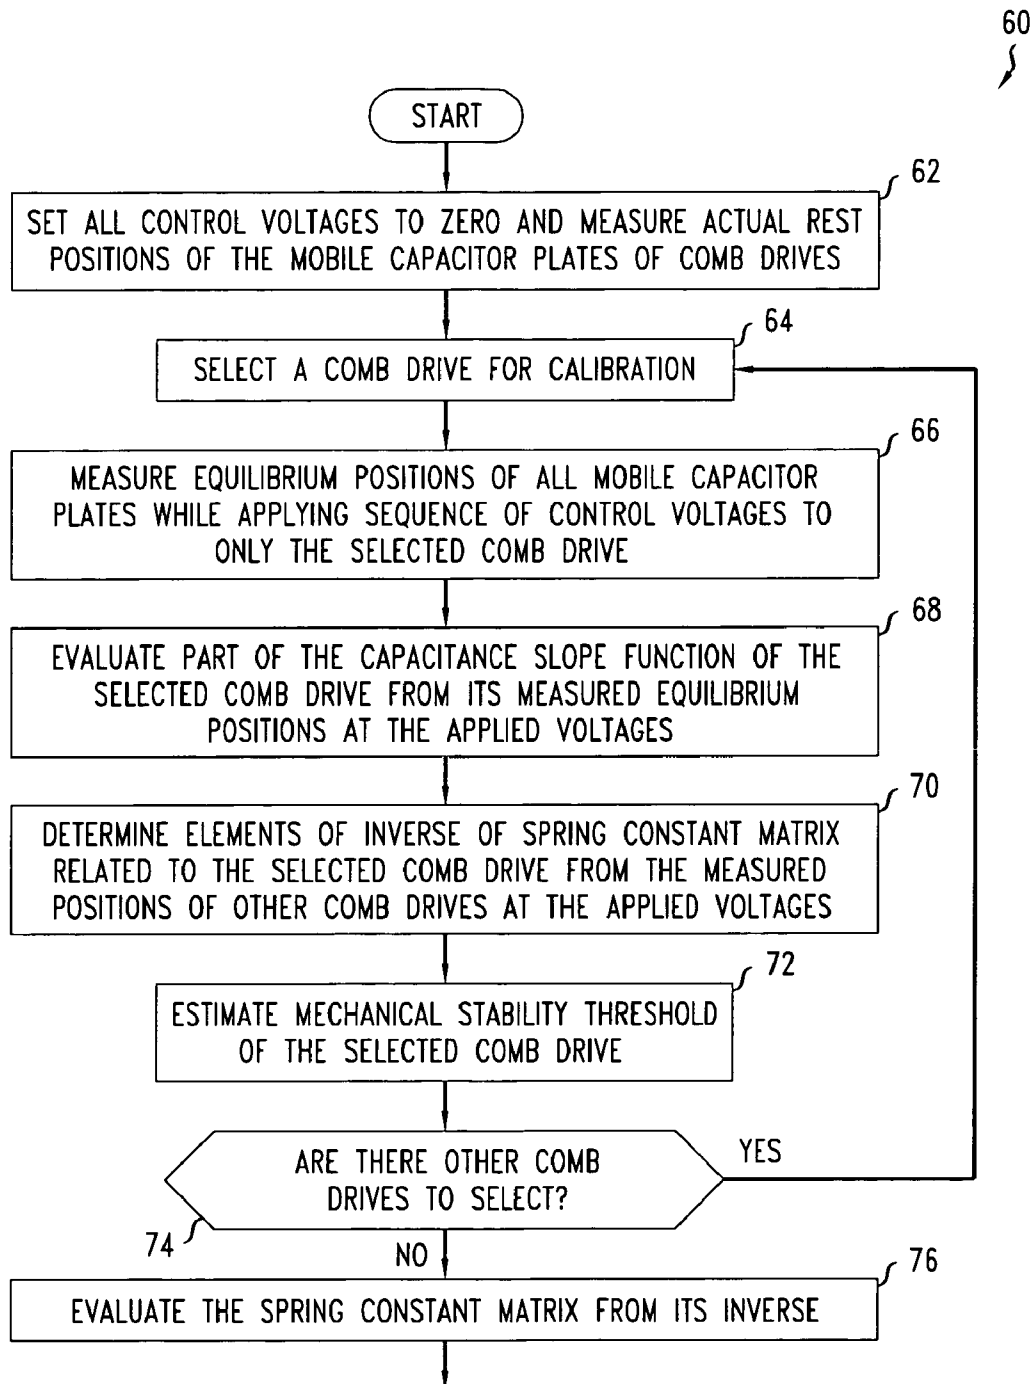 60
START
62
SET ALL CONTROL VOLTAGES TO ZERO AND MEASURE ACTUAL REST
POSITIONS OF THE MOBILE CAPACITOR PLATES OF COMB DRIVES
64
SELECT A COMB DRIVE FOR CALIBRATION
66
MEASURE EQUILIBRIUM POSITIONS OF ALL MOBILE CAPACITOR
PLATES WHILE APPLYING SEQUENCE OF CONTROL VOLTAGES TO
ONLY THE SELECTED COMB DRIVE
68
EVALUATE PART OF THE CAPACITANCE SLOPE FUNCTION OF THE
SELECTED COMB DRIVE FROM ITS MEASURED EQUILIBRIUM
POSITIONS AT THE APPLIED VOLTAGES
70
DETERMINE ELEMENTS OF INVERSE OF SPRING CONSTANT MATRIX
RELATED TO THE SELECTED COMB DRIVE FROM THE MEASURED
POSITIONS OF OTHER COMB DRIVES AT THE APPLIED VOLTAGES
72
ESTIMATE MECHANICAL STABILITY THRESHOLD
OF THE SELECTED COMB DRIVE
ARE THERE OTHER COMB
DRIVES TO SELECT?
YES
74
NO
76
EVALUATE THE SPRING CONSTANT MATRIX FROM ITS INVERSE